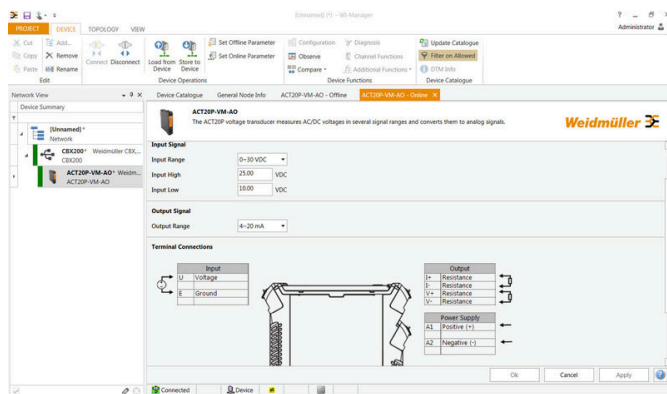 [Unnamed] (*) - WI-Manager
PROJECT DEVICE TOPOLOGY VIEW
Administrator
Cut
Copy
Paste
Add...
Remove
Rename
Edit
Connect Disconnect
Load from Device
Store to Device
Device Operations
Set Offline Parameter
Set Online Parameter
Configuration
Observe
Compare
Diagnosis
Channel Functions
Additional Functions
Device Functions
Update Catalogue
Filter on Allowed
DTM Info
Device Catalogue
Network View
Device Summary
[Unnamed] *
Network
CBX200* Weidmüller CBX...
CBX200
ACT20P-VM-AO* Weidm...
ACT20P-VM-AO
Device Catalogue General Node Info ACT20P-VM-AO - Offline ACT20P-VM-AO - Online
ACT20P-VM-AO
The ACT20P voltage transducer measures AC/DC voltages in several signal ranges and converts them to analog signals.
Weidmüller
Input Signal
Input Range 0~30 VDC
Input High 25.00 VDC
Input Low 10.00 VDC
Output Signal
Output Range 4~20 mA
Terminal Connections
Input
U Voltage
E Ground
Output
I+ Resistance
I- Resistance
V+ Resistance
V- Resistance
Power Supply
A1 Positive (+)
A2 Negative (-)
Ok Cancel Apply
Connected Device